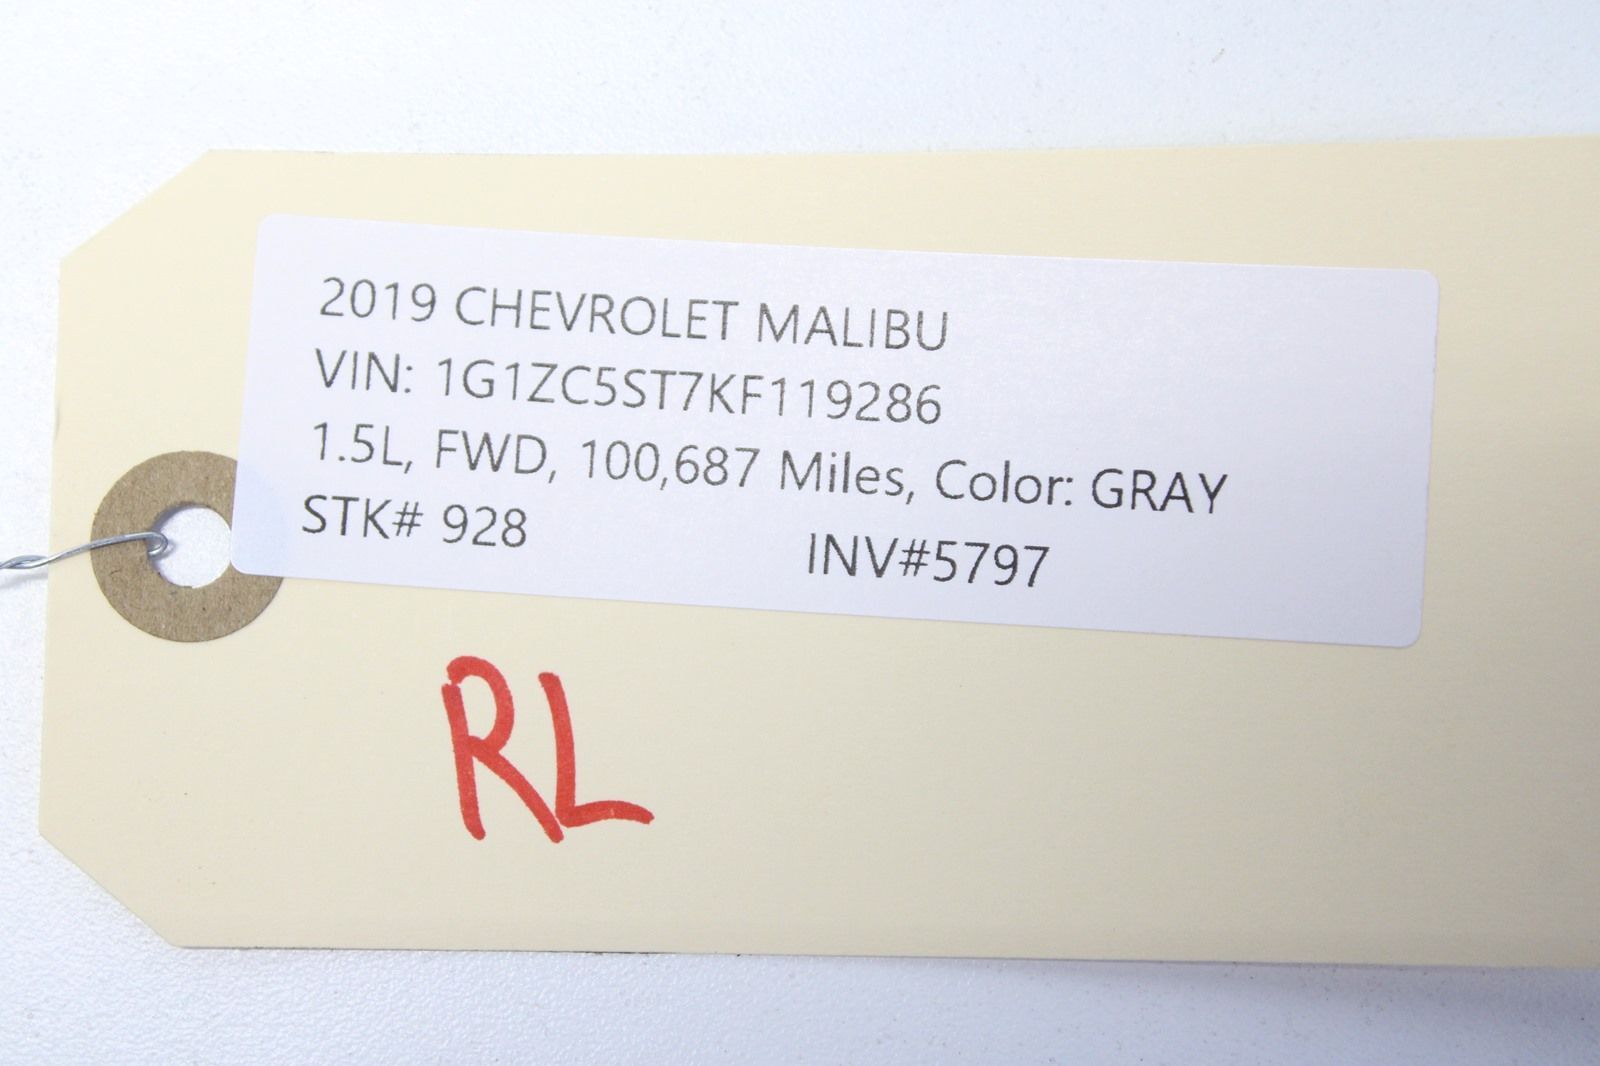 2019 CHEVROLET MALIBU
VIN: 1G1ZC5ST7KF119286
1.5L, FWD, 100,687 Miles, Color: GRAY
STK# 928 INV#5797
RL